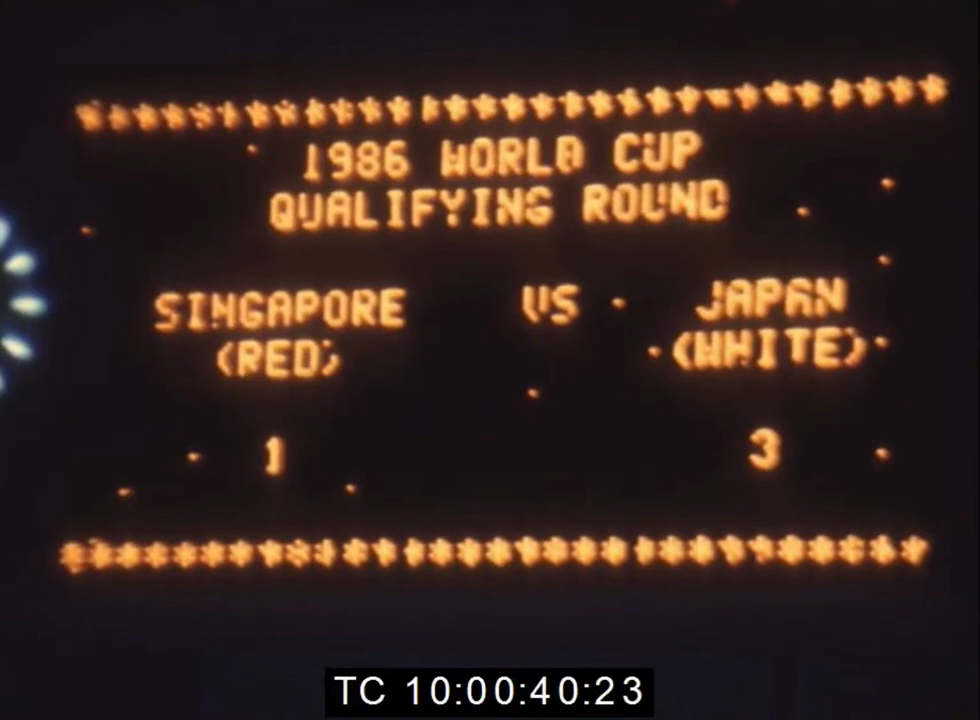 ******************************
1986 WORLD CUP
QUALIFYING ROUND
SINGAPORE VS JAPAN
(RED) (WHITE)
1 3
******************************
TC 10:00:40:23